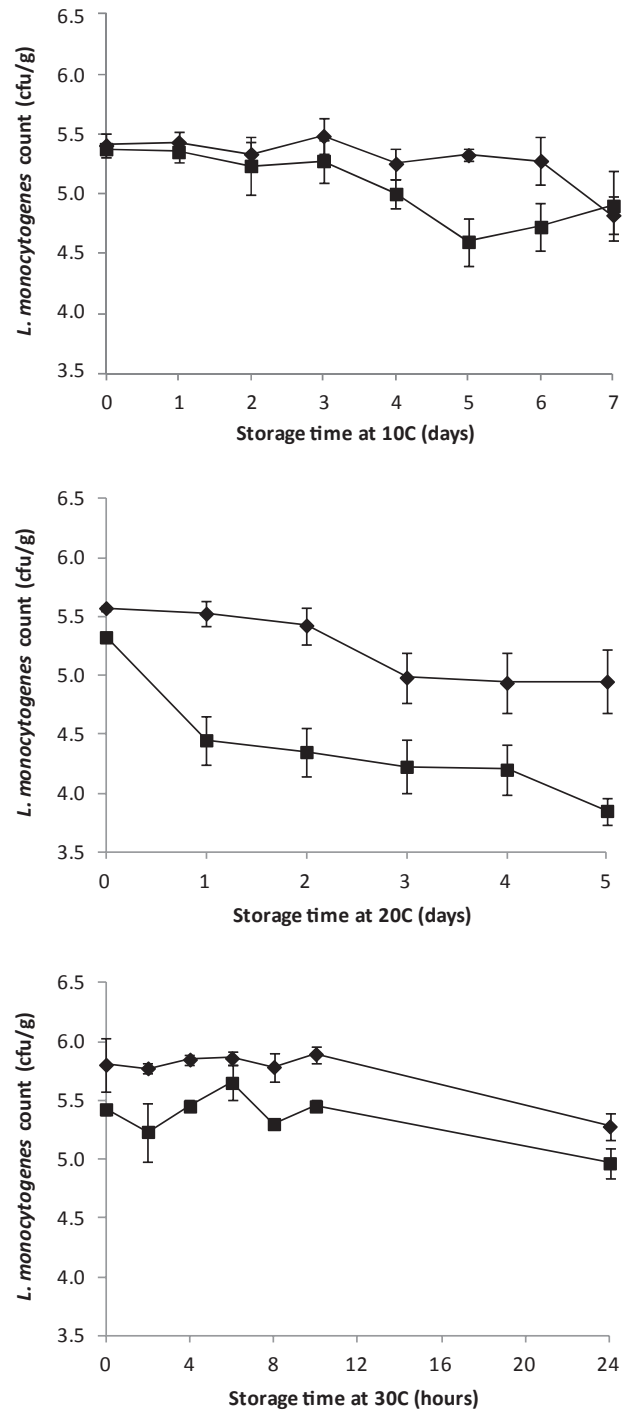 L. monocytogenes count (cfu/g)
6.5
6.0
5.5
5.0
4.5
4.0
3.5
0 1 2 3 4 5 6 7
Storage time at 10C (days)
L. monocytogenes count (cfu/g)
6.5
6.0
5.5
5.0
4.5
4.0
3.5
0 1 2 3 4 5
Storage time at 20C (days)
L. monocytogenes count (cfu/g)
6.5
6.0
5.5
5.0
4.5
4.0
3.5
0 4 8 12 16 20 24
Storage time at 30C (hours)